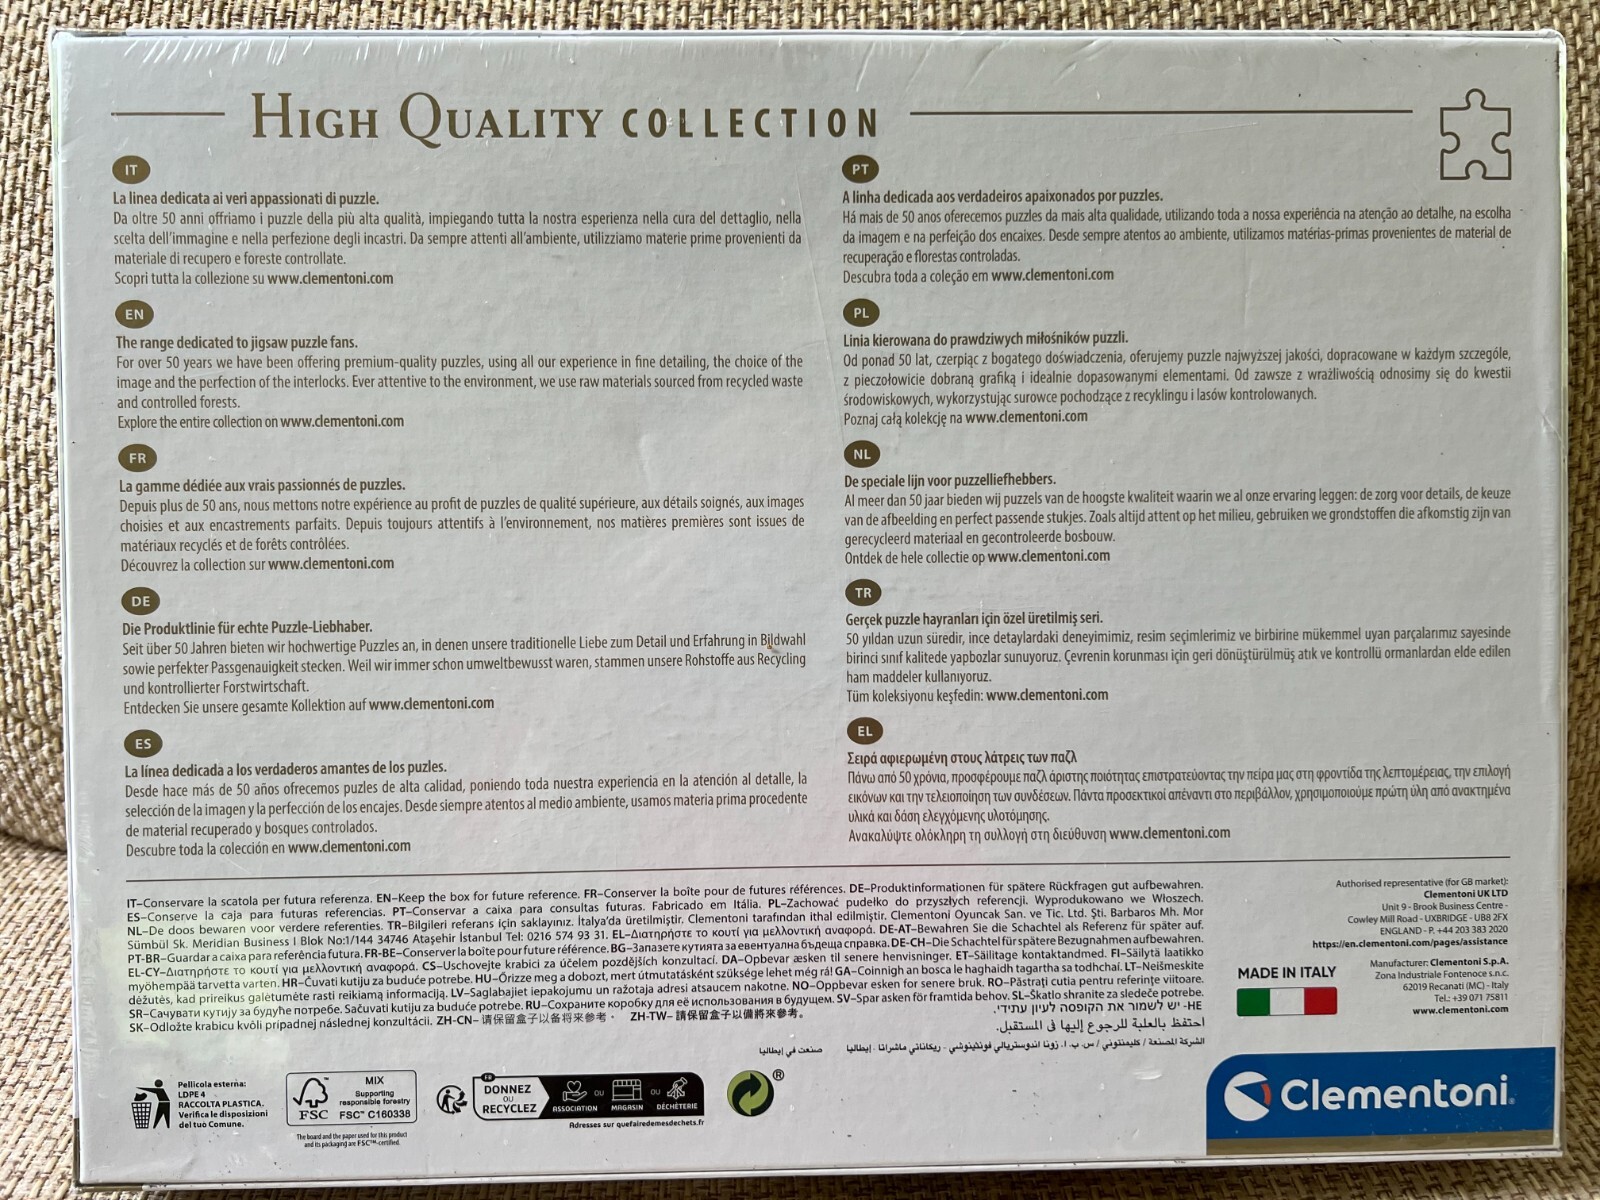 HIGH QUALITY COLLECTION
IT
La linea dedicata ai veri appassionati di puzzle.
Da oltre 50 anni offriamo i puzzle della più alta qualità, impiegando tutta la nostra esperienza nella cura del dettaglio, nella
scelta dell'immagine e nella perfezione degli incastri. Da sempre attenti all'ambiente, utilizziamo materie prime provenienti da
materiale di recupero e foreste controllate.
Scopri tutta la collezione su www.clementoni.com
EN
The range dedicated to jigsaw puzzle fans.
For over 50 years we have been offering premium-quality puzzles, using all our experience in fine detailing, the choice of the
image and the perfection of the interlocks. Ever attentive to the environment, we use raw materials sourced from recycled waste
and controlled forests.
Explore the entire collection on www.clementoni.com
FR
La gamme dédiée aux vrais passionnés de puzzles.
Depuis plus de 50 ans, nous mettons notre expérience au profit de puzzles de qualité supérieure, aux détails soignés, aux images
choisies et aux encastrements parfaits. Depuis toujours attentifs à l'environnement, nos matières premières sont issues de
matériaux recyclés et de forêts contrôlées.
Découvrez la collection sur www.clementoni.com
DE
Die Produktlinie für echte Puzzle-Liebhaber.
Seit über 50 Jahren bieten wir hochwertige Puzzles an, in denen unsere traditionelle Liebe zum Detail und Erfahrung in Bildwahl
sowie perfekter Passgenauigkeit stecken. Weil wir immer schon umweltbewusst waren, stammen unsere Rohstoffe aus Recycling
und kontrollierter Forstwirtschaft.
Entdecken Sie unsere gesamte Kollektion auf www.clementoni.com
ES
La línea dedicada a los verdaderos amantes de los puzles.
Desde hace más de 50 años ofrecemos puzles de alta calidad, poniendo toda nuestra experiencia en la atención al detalle, la
selección de la imagen y la perfección de los encajes. Desde siempre atentos al medio ambiente, usamos materia prima procedente
de material recuperado y bosques controlados.
Descubre toda la colección en www.clementoni.com
PT
A linha dedicada aos verdadeiros apaixonados por puzzles.
Há mais de 50 anos oferecemos puzzles da mais alta qualidade, utilizando toda a nossa experiência na atenção ao detalhe, na escolha
da imagem e na perfeição dos encaixes. Desde sempre atentos ao ambiente, utilizamos matérias-primas provenientes de material de
recuperação e florestas controladas.
Descubra toda a coleção em www.clementoni.com
PL
Linia kierowana do prawdziwych miłośników puzzli.
Od ponad 50 lat, czerpiąc z bogatego doświadczenia, oferujemy puzzle najwyższej jakości, dopracowane w każdym szczególe,
z pieczołowicie dobraną grafiką i idealnie dopasowanymi elementami. Od zawsze z wrażliwością odnosimy się do kwestii
środowiskowych, wykorzystując surowce pochodzące z recyklingu i lasów kontrolowanych.
Poznaj całą kolekcję na www.clementoni.com
NL
De speciale lijn voor puzzelliefhebbers.
Al meer dan 50 jaar bieden wij puzzels van de hoogste kwaliteit waarin we al onze ervaring leggen: de zorg voor details, de keuze
van de afbeelding en perfect passende stukjes. Zoals altijd attent op het milieu, gebruiken we grondstoffen die afkomstig zijn van
gerecycleerd materiaal en gecontroleerde bosbouw.
Ontdek de hele collectie op www.clementoni.com
TR
Gerçek puzzle hayranları için özel üretilmiş seri.
50 yıldan uzun süredir, ince detaylardaki deneyimimiz, resim seçimlerimiz ve birbirine mükemmel uyan parçalarımız sayesinde
birinci sınıf kalitede yapbozlar sunuyoruz. Çevrenin korunması için geri dönüştürülmüş atık ve kontrollü ormanlardan elde edilen
ham maddeler kullanıyoruz.
Tüm koleksiyonu keşfedin: www.clementoni.com
EL
Σειρά αφιερωμένη στους λάτρεις των παζλ
Πάνω από 50 χρόνια, προσφέρουμε παζλ άριστης ποιότητας επιστρατεύοντας την πείρα μας στη φροντίδα της λεπτομέρειας, την επιλογή
εικόνων και την τελειοποίηση των συνδέσεων. Πάντα προσεκτικοί απέναντι στο περιβάλλον, χρησιμοποιούμε πρώτη ύλη από ανακτημένα
υλικά και δάση ελεγχόμενης υλοτόμησης.
Ανακαλύψτε ολόκληρη τη συλλογή στη διεύθυνση www.clementoni.com
IT–Conservare la scatola per futura referenza. EN–Keep the box for future reference. FR–Conserver la boîte pour de futures références. DE–Produktinformationen für spätere Rückfragen gut aufbewahren.
ES–Conserve la caja para futuras referencias. PT–Conservar a caixa para consultas futuras. Fabricado em Itália. PL–Zachować pudełko do przyszłych referencji. Wyprodukowano we Włoszech.
NL–De doos bewaren voor verdere referenties. TR–Bilgileri referans için saklayınız. İtalya'da üretilmiştir. Clementoni tarafından ithal edilmiştir. Clementoni Oyuncak San. ve Tic. Ltd. Şti. Barbaros Mh. Mor
Sümbül Sk. Meridian Business I Blok No:1/144 34746 Ataşehir İstanbul Tel: 0216 574 93 31. EL–Διατηρήστε το κουτί για μελλοντική αναφορά. DE-AT–Bewahren Sie die Schachtel als Referenz für später auf.
PT-BR–Guardar a caixa para referência futura. FR-BE–Conserver la boîte pour future référence. BG–Запазете кутията за евентуална бъдеща справка. DE-CH–Die Schachtel für spätere Bezugnahmen aufbewahren.
EL-CY–Διατηρήστε το κουτί για μελλοντική αναφορά. CS–Uschovejte krabici za účelem pozdějších konzultací. DA–Opbevar æsken til senere henvisninger. ET–Säilitage kontaktandmed. FI–Säilytä laatikko
myöhempää tarvetta varten. HR–Čuvati kutiju za buduće potrebe. HU–Őrizze meg a dobozt, mert útmutatásként szüksége lehet még rá! GA–Coinnigh an bosca le haghaidh tagartha sa todhchaí. LT–Neišmeskite
dėžutės, kad prireikus galėtumėte rasti reikiamą informaciją. LV–Saglabājiet iepakojumu un ražotāja adresi atsaucem nākotne. NO–Oppbevar esken for senere bruk. RO–Păstrați cutia pentru referințe viitoare.
SR–Сачувати кутију за будуће потребе. Sačuvati kutiju za buduće potrebe. RU–Сохраните коробку для её использования в будущем. SV–Spar asken för framtida behov. SL–Škatlo shranite za sledeče potrebe.
SK–Odložte krabicu kvôli prípadnej následnej konzultácii. ZH-CN–请保留盒子以备将来参考。 ZH-TW–請保留盒子以備將來參考。 HE- יש לשמור את הקופסה לעיון עתידי.
احتفظ بالعلبة للرجوع إليها في المستقبل.
الشركة المصنعة / كليمنتوني / س. ب. ا. زونا اندوستريالي فونتينوشي - ريكاناتي ماشراتا - إيطاليا صنعت في إيطاليا
Authorised representative (for GB market):
Clementoni UK LTD
Unit 9 - Brook Business Centre -
Cowley Mill Road - UXBRIDGE - UB8 2FX
ENGLAND - P. +44 203 383 2020
https://en.clementoni.com/pages/assistance
MADE IN ITALY
Manufacturer: Clementoni S.p.A.
Zona Industriale Fontenoce s.n.c.
62019 Recanati (MC) - Italy
Tel.: +39 071 75811
www.clementoni.com
Pellicola esterna:
LDPE 4
RACCOLTA PLASTICA.
Verifica le disposizioni
del tuo Comune.
FSC
MIX
Supporting
responsible forestry
FSC™ C160338
The board and the paper used for this product
and its packaging are FSC™-certified.
FR
DONNEZ
OU
RECYCLEZ
ASSOCIATION OU MAGASIN OU DÉCHÈTERIE
Adresses sur quefairedemesdechets.fr
®
Clementoni®